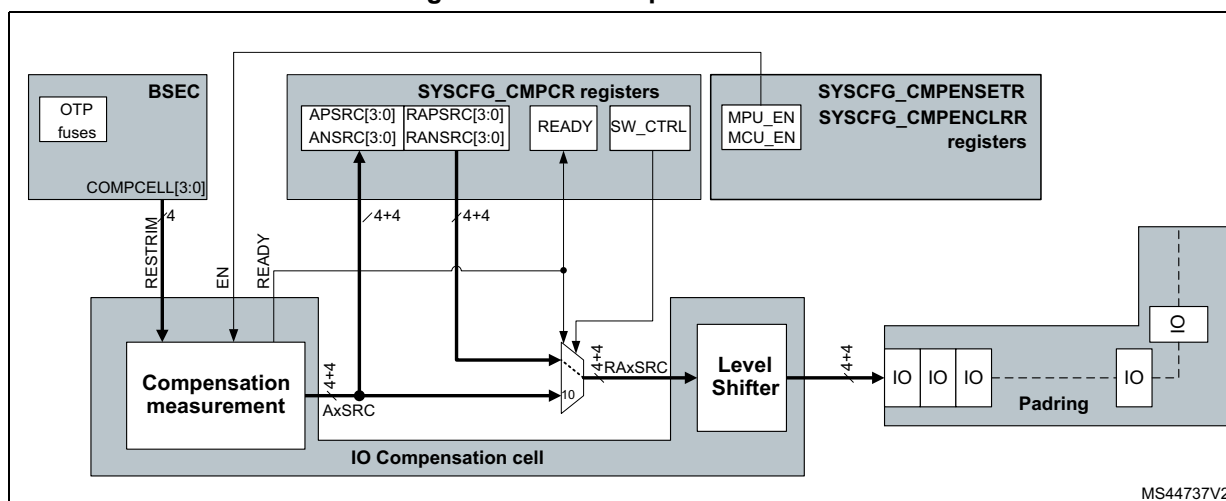 BSEC
OTP
fuses
COMPCELL[3:0]
SYSCFG_CMPCR registers
APSRC[3:0]
ANSRC[3:0]
RAPSRC[3:0]
RANSRC[3:0]
READY
SW_CTRL
SYSCFG_CMPENSETR
SYSCFG_CMPENCLRR
registers
MPU_EN
MCU_EN
4
RESTRIM
EN
READY
4+4
4+4
Compensation
measurement
4+4
AxSRC
10
4+4
RAxSRC
Level
Shifter
4+4
IO Compensation cell
IO
IO
IO
IO
IO
Padring
MS44737V2